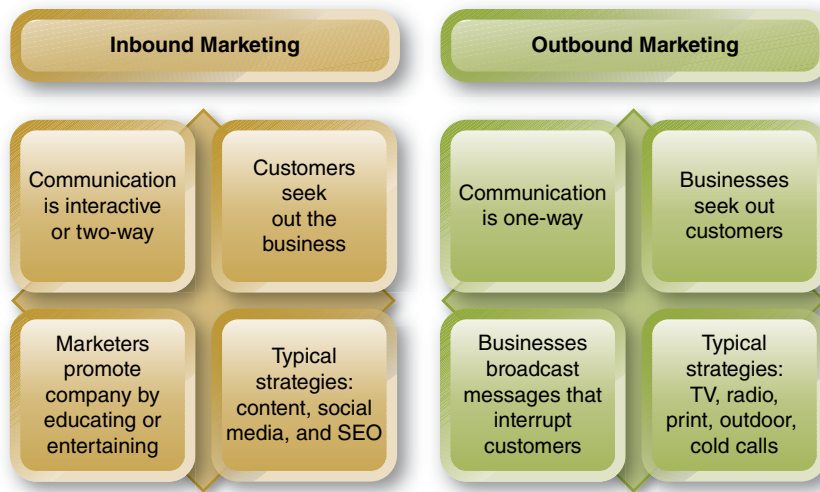 Inbound Marketing
Communication
is interactive
or two-way
Customers
seek
out the
business
Marketers
promote
company by
educating or
entertaining
Typical
strategies:
content, social
media, and SEO
Outbound Marketing
Communication
is one-way
Businesses
seek out
customers
Businesses
broadcast
messages that
interrupt
customers
Typical
strategies:
TV, radio,
print, outdoor,
cold calls